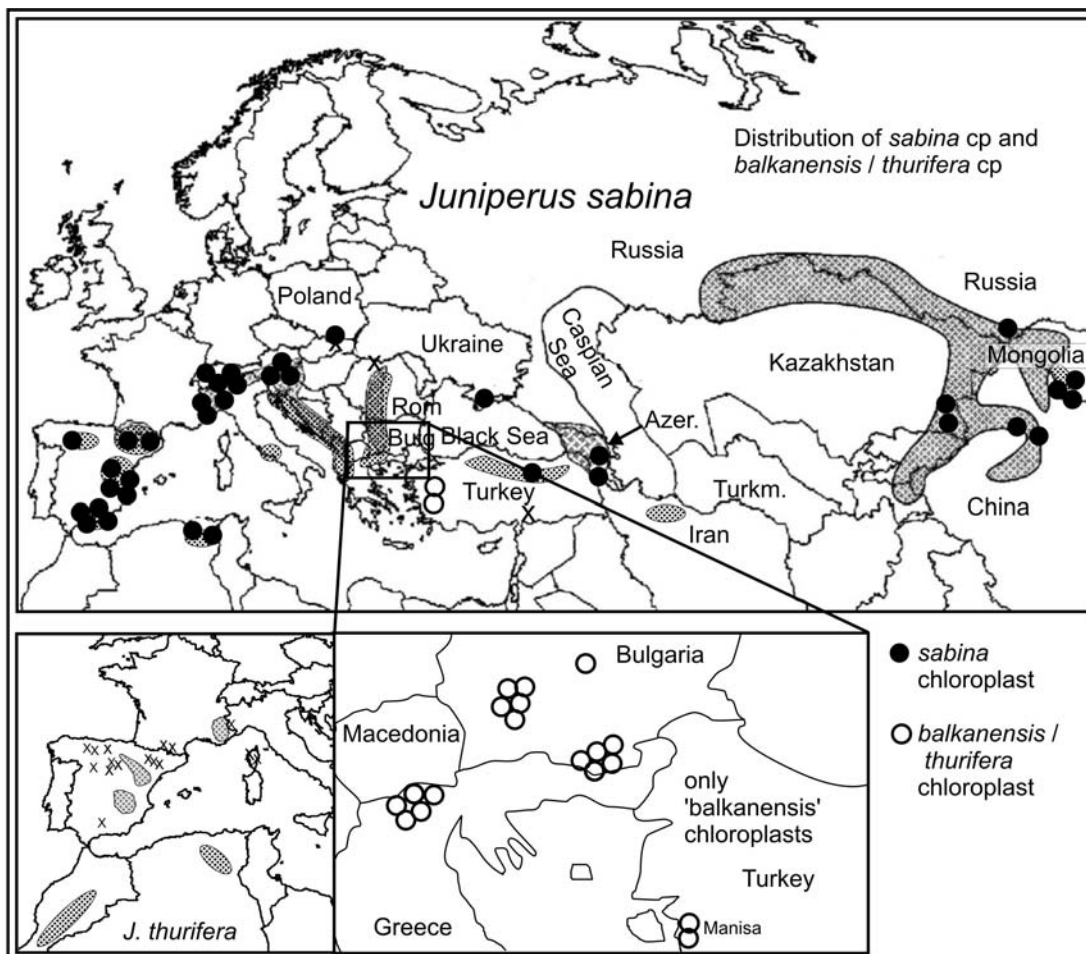 Distribution of sabina cp and
balkanensis / thurifera cp
Juniperus sabina
Russia
Russia
Poland
Ukraine
Caspian
Sea
Kazakhstan
Mongolia
Rom
Bulg
Black Sea
Azer.
Turkey
Turkm.
Iran
China
X
X
X
J. thurifera
Bulgaria
Macedonia
only
'balkanensis'
chloroplasts
Turkey
Greece
Manisa
sabina
chloroplast
balkanensis /
thurifera
chloroplast